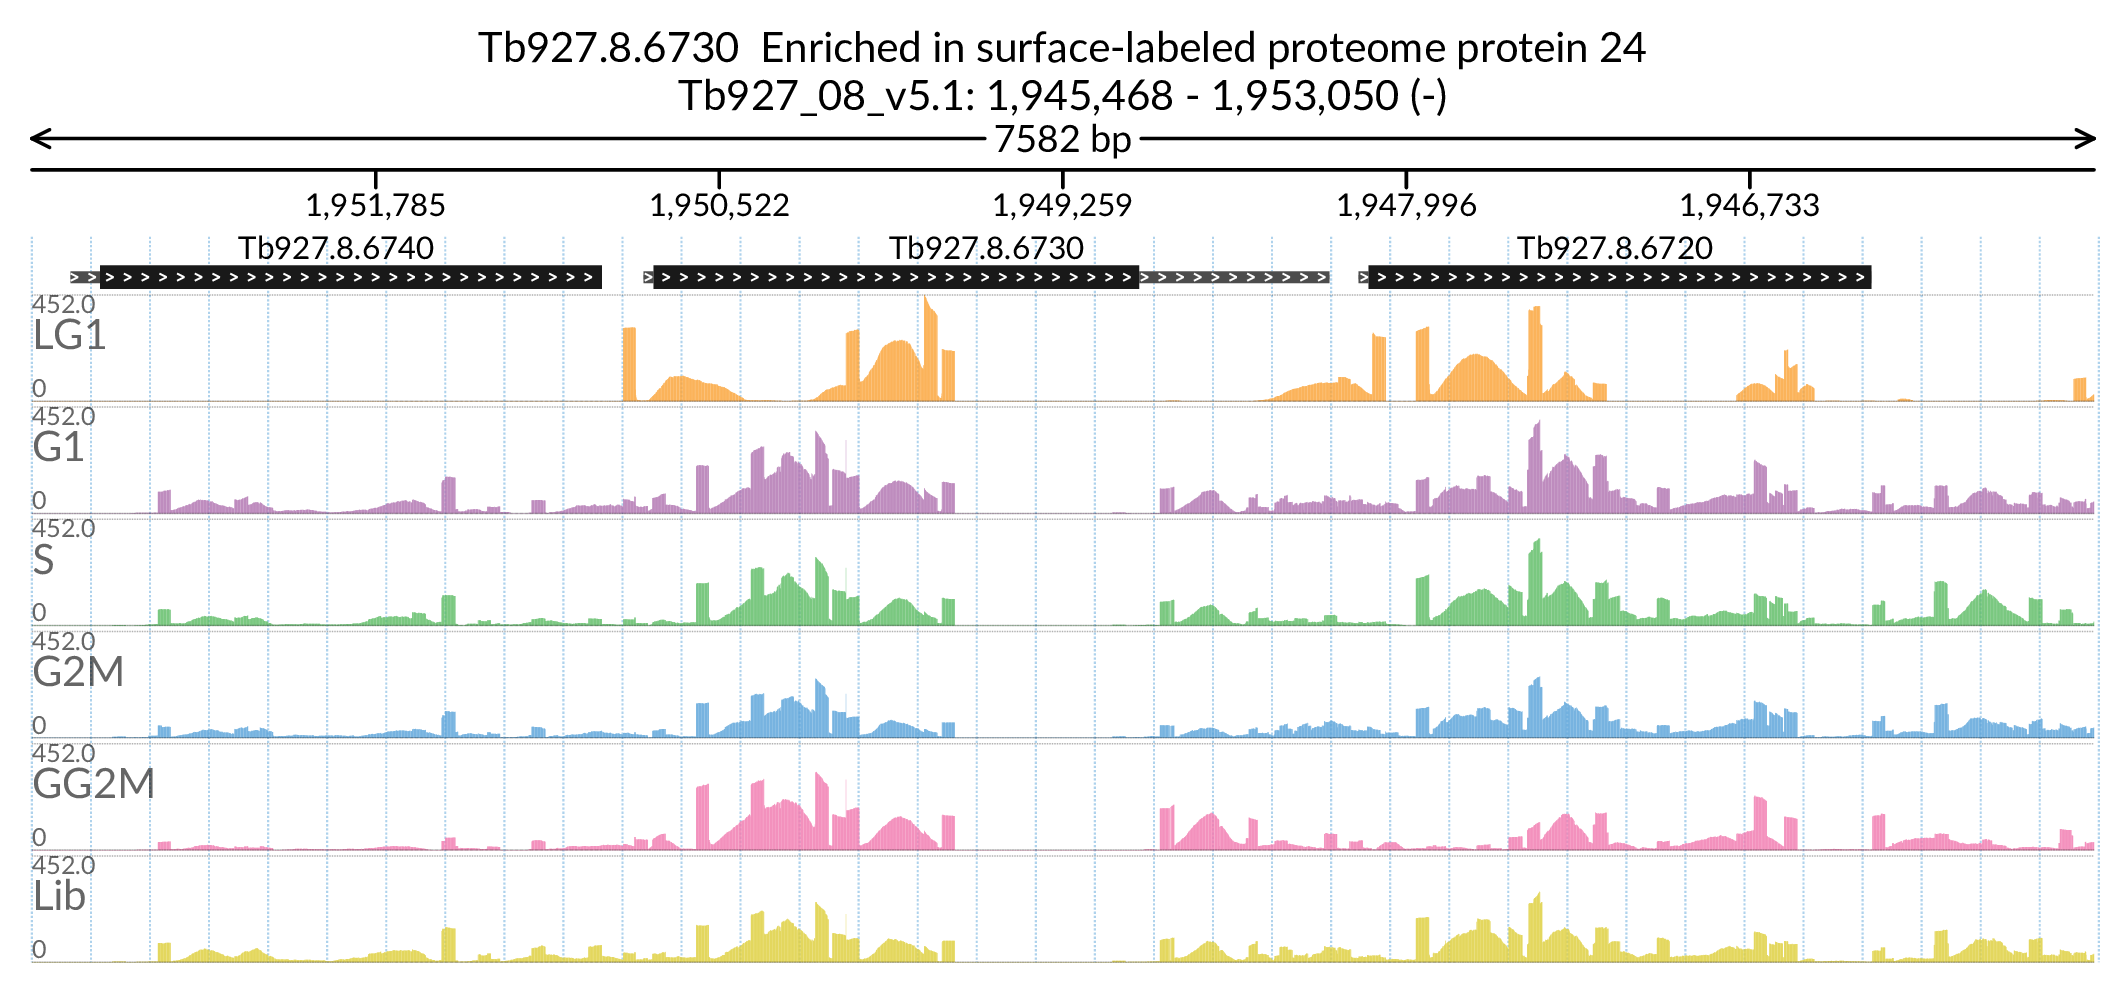 Tb927.8.6730  Enriched in surface-labeled proteome protein 24
Tb927_08_v5.1: 1,945,468 - 1,953,050 (-)
7582 bp
1,951,785 1,950,522 1,949,259 1,947,996 1,946,733
Tb927.8.6740 Tb927.8.6730 Tb927.8.6720
452.0
LG1
0
452.0
G1
0
452.0
S
0
452.0
G2M
0
452.0
GG2M
0
452.0
Lib
0